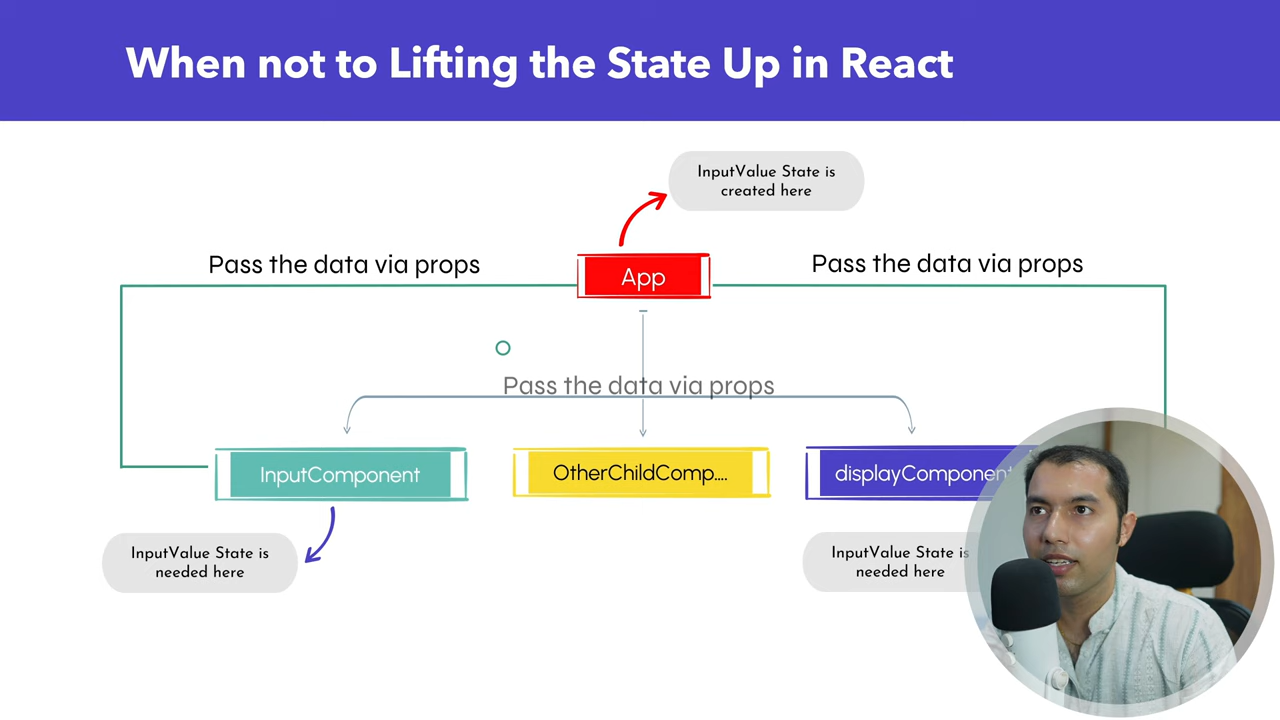 When not to Lifting the State Up in React
InputValue State is
created here
Pass the data via props
App
Pass the data via props
Pass the data via props
InputComponent
OtherChildComp....
displayComponent
InputValue State is
needed here
InputValue State is
needed here